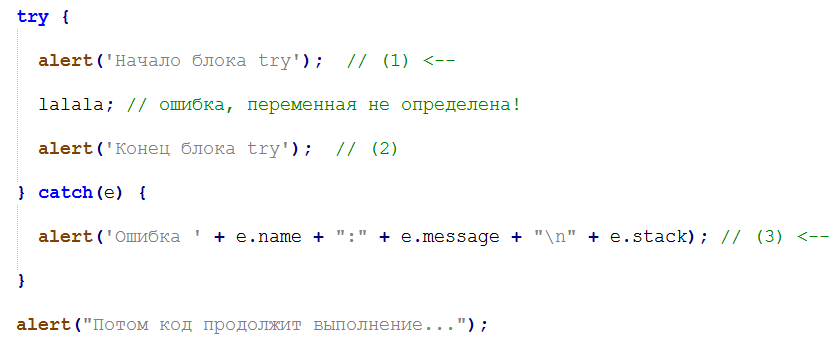 try {
alert('Начало блока try');  // (1) <--
lalala; // ошибка, переменная не определена!
alert('Конец блока try');  // (2)
} catch(e) {
alert('Ошибка ' + e.name + ":" + e.message + "\n" + e.stack); // (3) <--
}
alert("Потом код продолжит выполнение...");